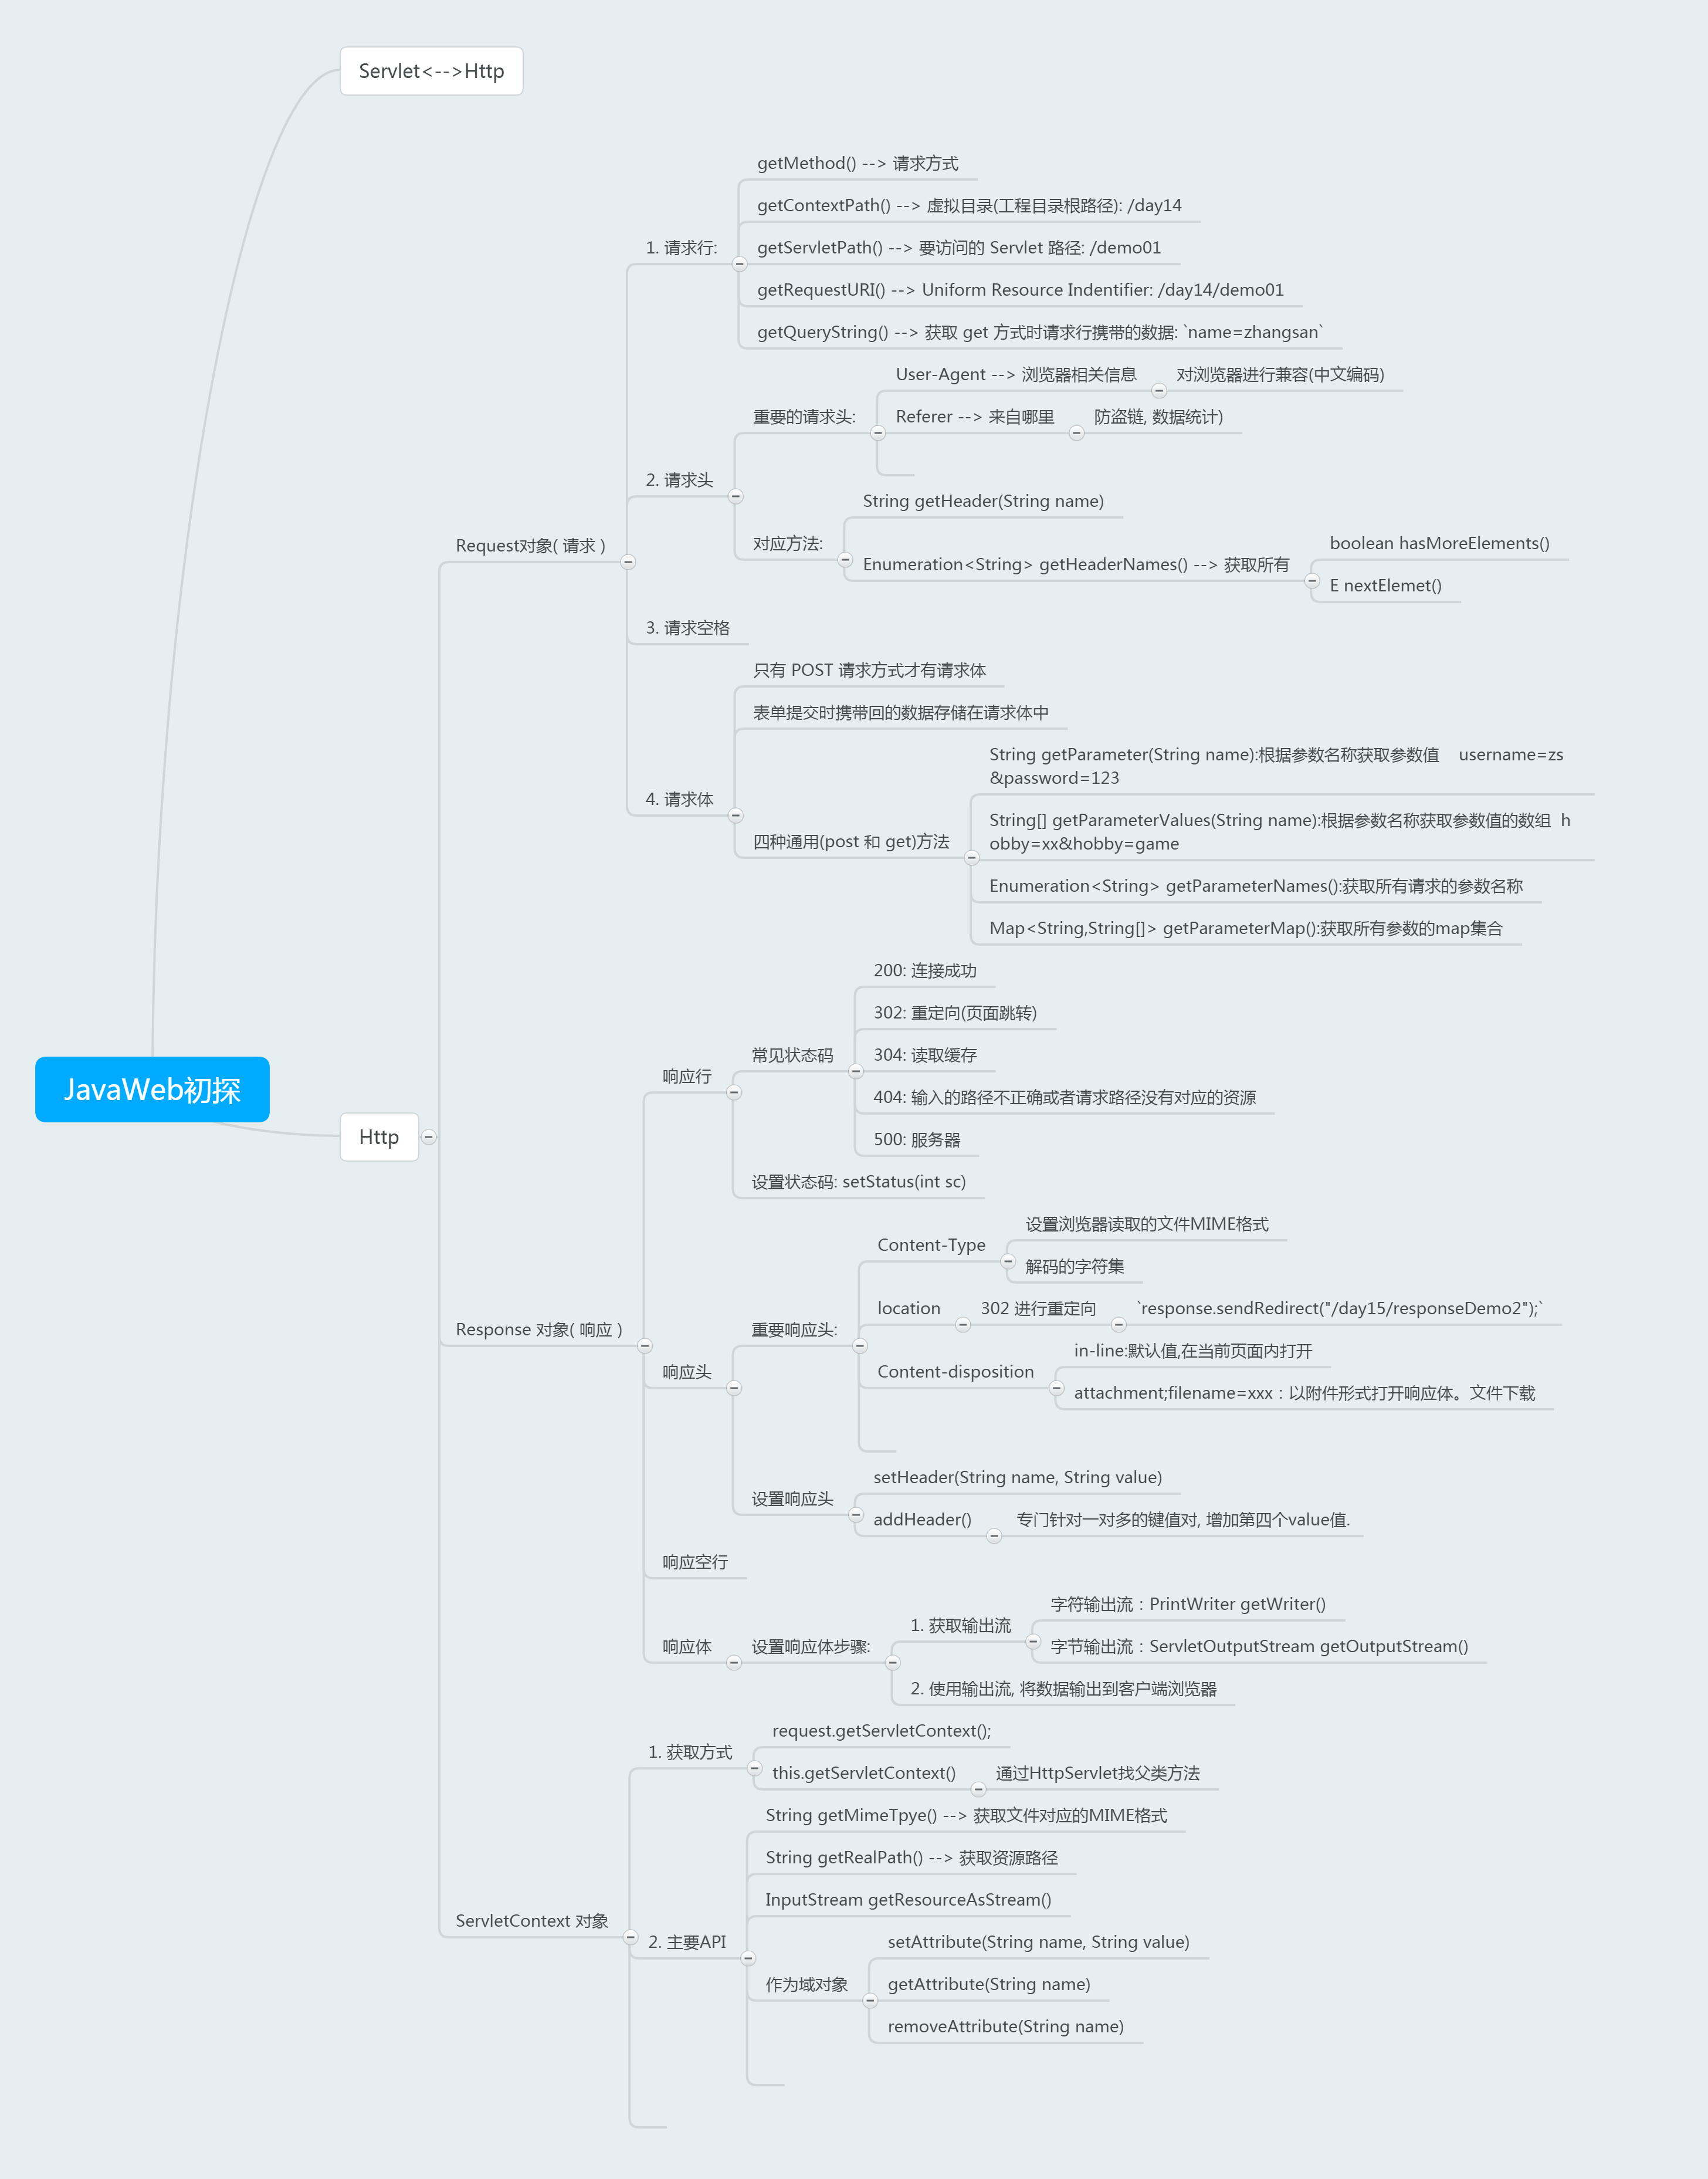 Servlet<-->Http
getMethod() --> 请求方式
getContextPath() --> 虚拟目录(工程目录根路径): /day14
1. 请求行:
getServletPath() --> 要访问的 Servlet 路径: /demo01
getRequestURI() --> Uniform Resource Indentifier: /day14/demo01
getQueryString() --> 获取 get 方式时请求行携带的数据: `name=zhangsan`
User-Agent --> 浏览器相关信息
对浏览器进行兼容(中文编码)
重要的请求头:
Referer --> 来自哪里
防盗链, 数据统计)
2. 请求头
String getHeader(String name)
对应方法:
Enumeration<String> getHeaderNames() --> 获取所有
boolean hasMoreElements()
E nextElemet()
Request对象( 请求 )
3. 请求空格
只有 POST 请求方式才有请求体
表单提交时携带回的数据存储在请求体中
4. 请求体
四种通用(post 和 get)方法
String getParameter(String name):根据参数名称获取参数值    username=zs
&password=123
String[] getParameterValues(String name):根据参数名称获取参数值的数组  h
obby=xx&hobby=game
Enumeration<String> getParameterNames():获取所有请求的参数名称
Map<String,String[]> getParameterMap():获取所有参数的map集合
JavaWeb初探
Http
200: 连接成功
302: 重定向(页面跳转)
常见状态码
304: 读取缓存
响应行
404: 输入的路径不正确或者请求路径没有对应的资源
500: 服务器
设置状态码: setStatus(int sc)
设置浏览器读取的文件MIME格式
Content-Type
解码的字符集
location
302 进行重定向
`response.sendRedirect("/day15/responseDemo2");`
Response 对象( 响应 )
重要响应头:
in-line:默认值,在当前页面内打开
响应头
Content-disposition
attachment;filename=xxx：以附件形式打开响应体。文件下载
setHeader(String name, String value)
设置响应头
addHeader()
专门针对一对多的键值对, 增加第四个value值.
响应空行
字符输出流：PrintWriter getWriter()
1. 获取输出流
响应体
设置响应体步骤:
字节输出流：ServletOutputStream getOutputStream()
2. 使用输出流, 将数据输出到客户端浏览器
request.getServletContext();
1. 获取方式
this.getServletContext()
通过HttpServlet找父类方法
String getMimeTpye() --> 获取文件对应的MIME格式
String getRealPath() --> 获取资源路径
InputStream getResourceAsStream()
ServletContext 对象
2. 主要API
setAttribute(String name, String value)
作为域对象
getAttribute(String name)
removeAttribute(String name)